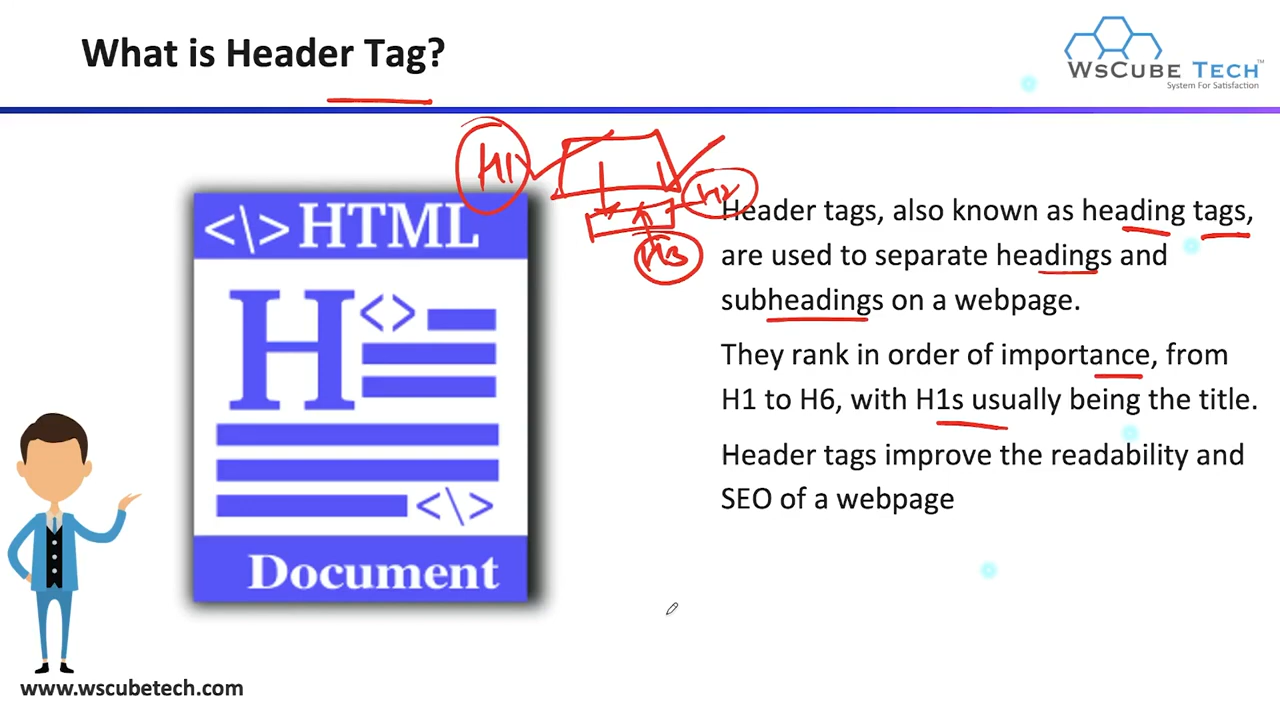 What is Header Tag?
WSCUBE TECH™
System For Satisfaction
H1
H2
H3
<\>HTML
H<>
<\>
Document
Header tags, also known as heading tags,
are used to separate headings and
subheadings on a webpage.
They rank in order of importance, from
H1 to H6, with H1s usually being the title.
Header tags improve the readability and
SEO of a webpage
www.wscubetech.com